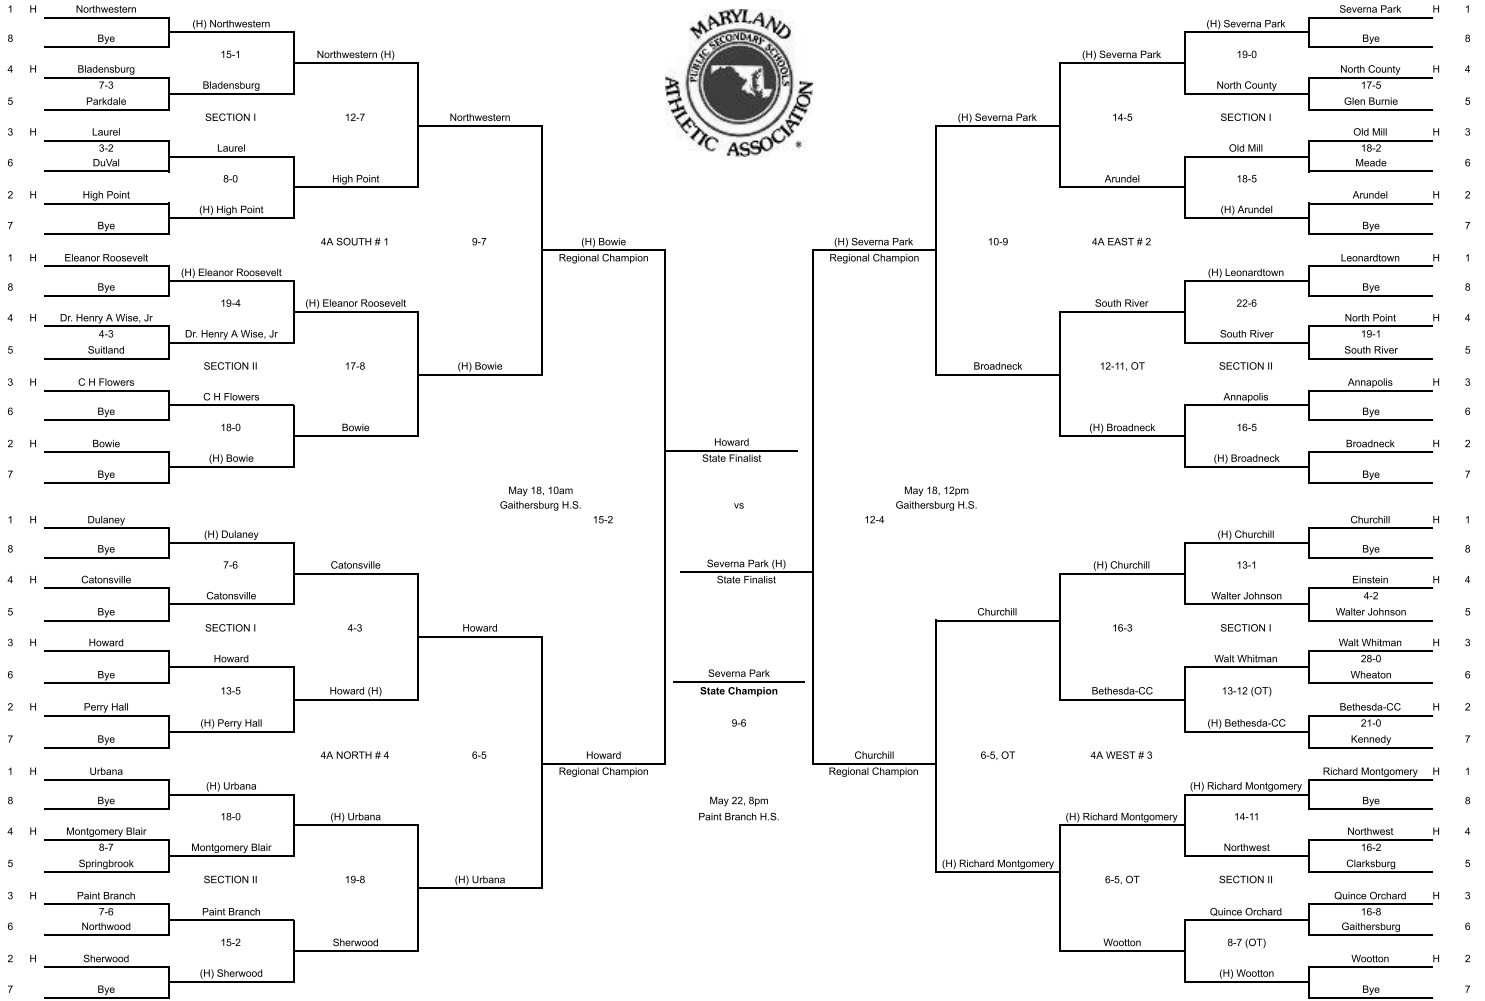 MARYLAND
PUBLIC SECONDARY SCHOOLS
ATHLETIC ASSOCIATION
®
1 H Northwestern
(H) Northwestern
8 Bye
15-1
Northwestern (H)
4 H Bladensburg
7-3
Bladensburg
5 Parkdale
SECTION I
12-7
Northwestern
3 H Laurel
3-2
Laurel
6 DuVal
8-0
High Point
2 H High Point
(H) High Point
7 Bye
4A SOUTH # 1
9-7
(H) Bowie
Regional Champion
1 H Eleanor Roosevelt
(H) Eleanor Roosevelt
8 Bye
19-4
(H) Eleanor Roosevelt
4 H Dr. Henry A Wise, Jr
4-3
Dr. Henry A Wise, Jr
5 Suitland
SECTION II
17-8
(H) Bowie
3 H C H Flowers
C H Flowers
6 Bye
18-0
Bowie
2 H Bowie
(H) Bowie
7 Bye
May 18, 10am
Gaithersburg H.S.
15-2
1 H Dulaney
(H) Dulaney
8 Bye
7-6
Catonsville
4 H Catonsville
Catonsville
5 Bye
SECTION I
4-3
Howard
3 H Howard
Howard
6 Bye
13-5
Howard (H)
2 H Perry Hall
(H) Perry Hall
7 Bye
4A NORTH # 4
6-5
Howard
Regional Champion
1 H Urbana
(H) Urbana
8 Bye
18-0
(H) Urbana
4 H Montgomery Blair
8-7
Montgomery Blair
5 Springbrook
SECTION II
19-8
(H) Urbana
3 H Paint Branch
7-6
Paint Branch
6 Northwood
15-2
Sherwood
2 H Sherwood
(H) Sherwood
7 Bye
Howard
State Finalist
vs
Severna Park (H)
State Finalist
Severna Park
State Champion
9-6
May 22, 8pm
Paint Branch H.S.
Severna Park H 1
(H) Severna Park
Bye 8
19-0
(H) Severna Park
North County H 4
17-5
North County
Glen Burnie 5
SECTION I
14-5
(H) Severna Park
Old Mill H 3
18-2
Old Mill
Meade 6
18-5
Arundel
Arundel H 2
(H) Arundel
Bye 7
4A EAST # 2
10-9
(H) Severna Park
Regional Champion
Leonardtown H 1
(H) Leonardtown
Bye 8
22-6
South River
North Point H 4
19-1
South River
South River 5
SECTION II
12-11, OT
Broadneck
Annapolis H 3
Annapolis
Bye 6
16-5
(H) Broadneck
Broadneck H 2
(H) Broadneck
Bye 7
May 18, 12pm
Gaithersburg H.S.
12-4
Churchill H 1
(H) Churchill
Bye 8
13-1
(H) Churchill
Einstein H 4
4-2
Walter Johnson
Walter Johnson 5
Churchill
SECTION I
16-3
Walt Whitman H 3
28-0
Walt Whitman
Wheaton 6
13-12 (OT)
Bethesda-CC
Bethesda-CC H 2
21-0
(H) Bethesda-CC
Kennedy 7
4A WEST # 3
6-5, OT
Churchill
Regional Champion
Richard Montgomery H 1
(H) Richard Montgomery
Bye 8
14-11
(H) Richard Montgomery
Northwest H 4
16-2
Northwest
Clarksburg 5
(H) Richard Montgomery
SECTION II
6-5, OT
Quince Orchard H 3
16-8
Quince Orchard
Gaithersburg 6
8-7 (OT)
Wootton
Wootton H 2
(H) Wootton
Bye 7